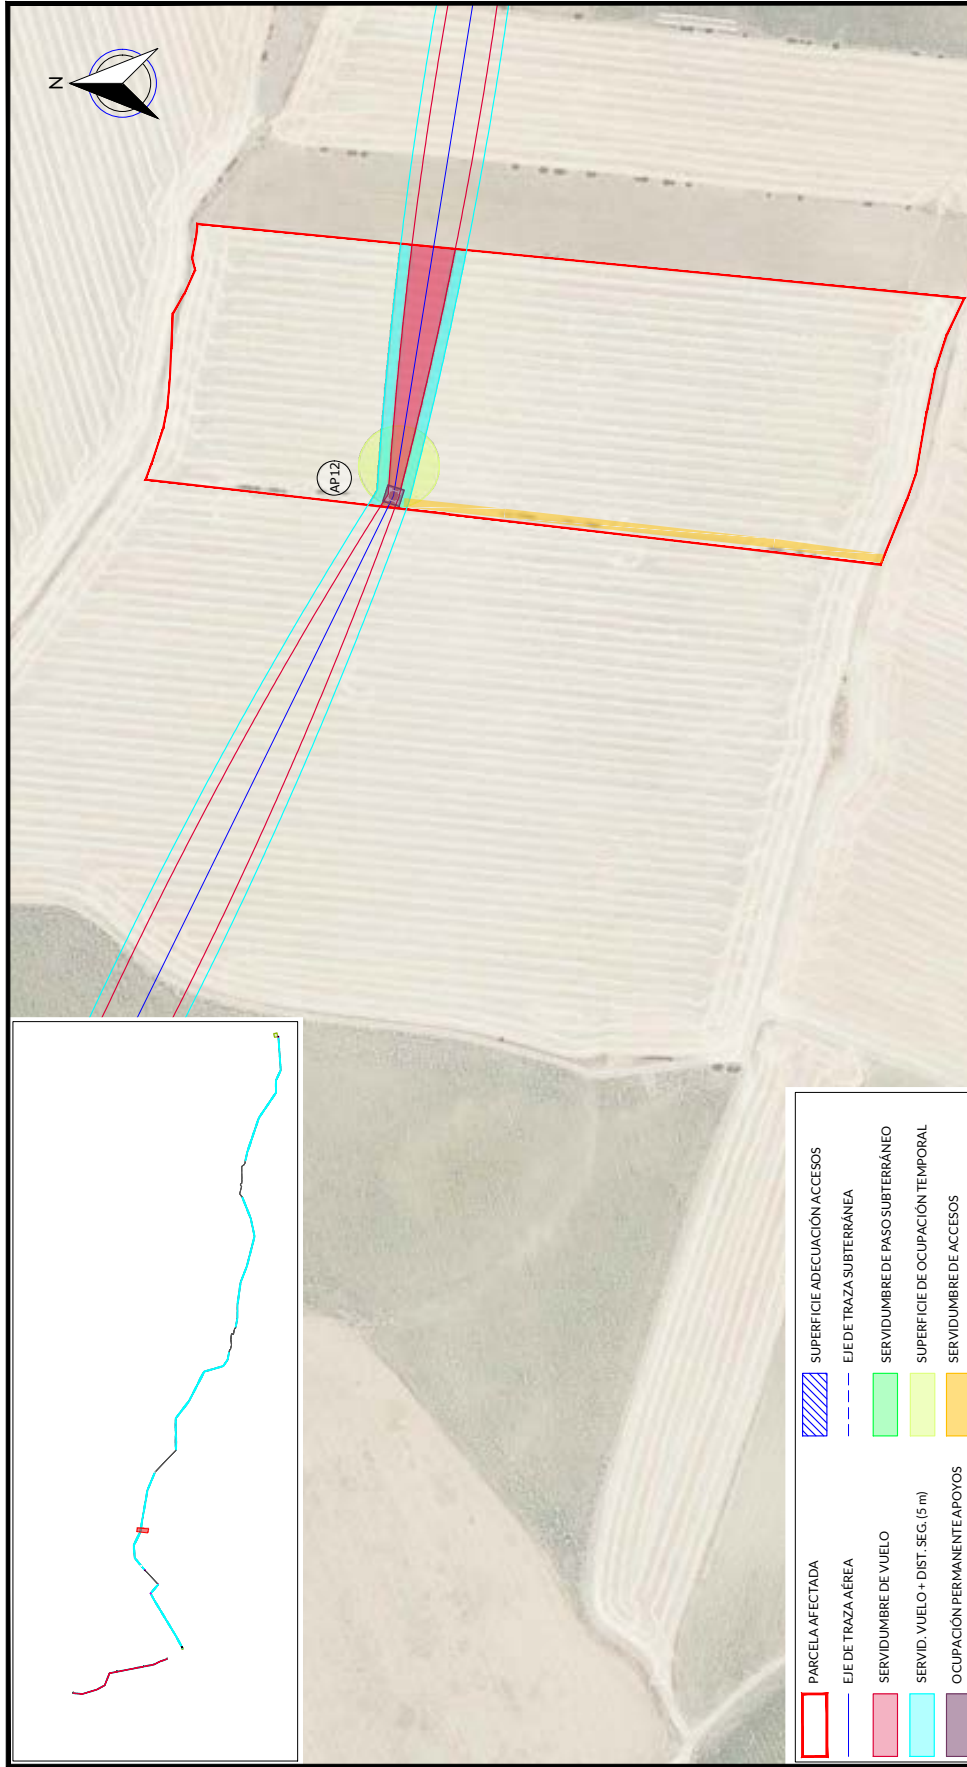 N
AP12
PARCELA AFECTADA
EJE DE TRAZA AÉREA
SERVIDUMBRE DE VUELO
SERVID. VUELO + DIST. SEG. (5 m)
OCUPACIÓN PERMANENTE APOYOS
SUPERFICIE ADECUACIÓN ACCESOS
EJE DE TRAZA SUBTERRÁNEA
SERVIDUMBRE DE PASO SUBTERRÁNEO
SUPERFICIE DE OCUPACIÓN TEMPORAL
SERVIDUMBRE DE ACCESOS